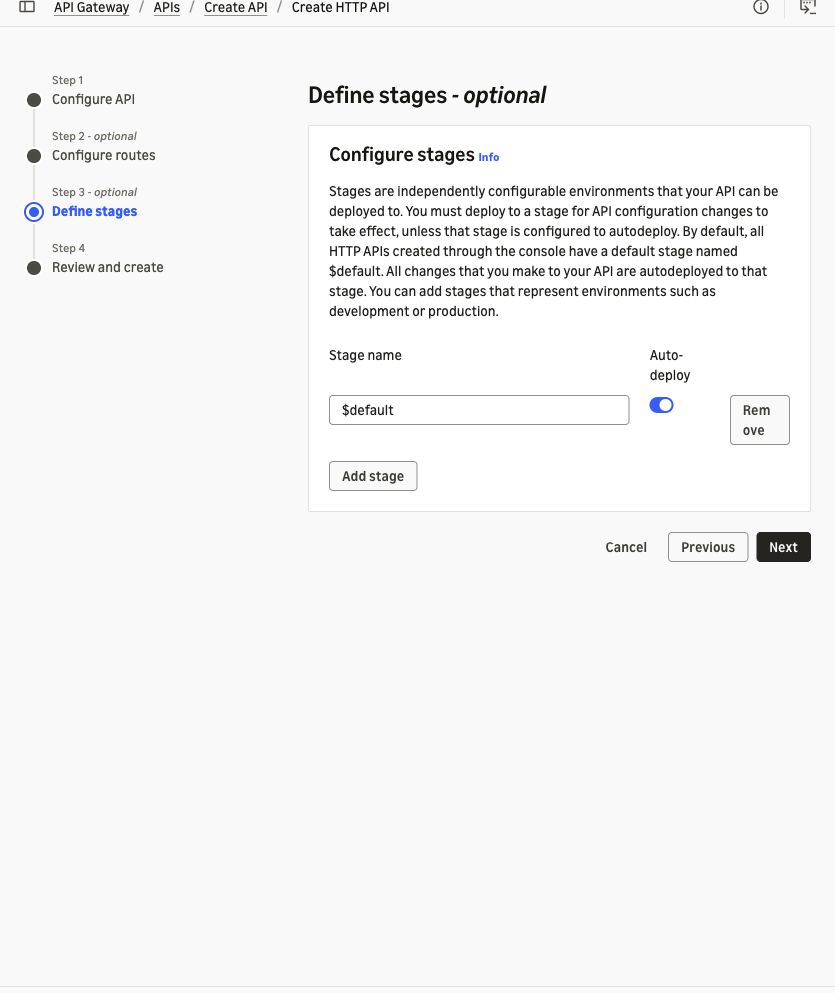 API Gateway / APIs / Create API / Create HTTP API
Step 1
Configure API
Step 2 - optional
Configure routes
Step 3 - optional
Define stages
Step 4
Review and create
Define stages - optional
Configure stages Info
Stages are independently configurable environments that your API can be
deployed to. You must deploy to a stage for API configuration changes to
take effect, unless that stage is configured to autodeploy. By default, all
HTTP APIs created through the console have a default stage named
$default. All changes that you make to your API are autodeployed to that
stage. You can add stages that represent environments such as
development or production.
Stage name
Auto-
deploy
$default
Rem
ove
Add stage
Cancel Previous Next